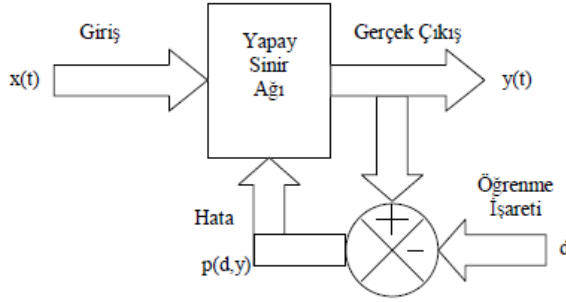 Giriş
Yapay
Sinir
Ağı
Gerçek Çıkış
x(t)
y(t)
Öğrenme
İşareti
Hata
+
-
d
p(d,y)